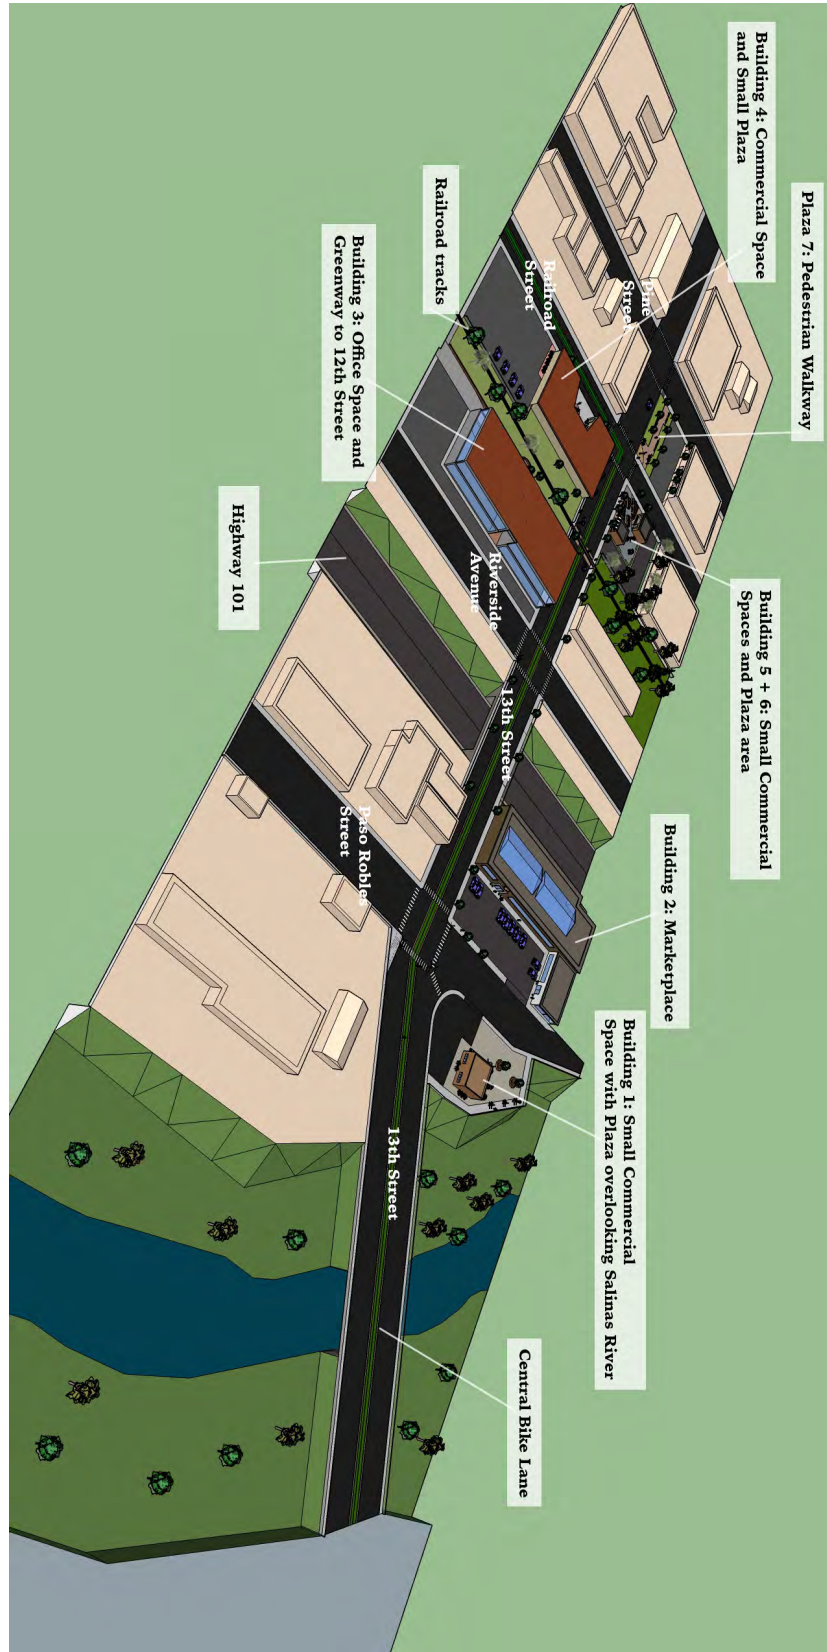 Building 4: Commercial Space
and Small Plaza
Plaza 7: Pedestrian Walkway
Railroad tracks
Railroad
Street
Pine
Street
Building 3: Office Space and
Greenway to 12th Street
Highway 101
Riverside
Avenue
Building 5 + 6: Small Commercial
Spaces and Plaza area
13th Street
Paso Robles
Street
Building 2: Marketplace
Building 1: Small Commercial
Space with Plaza overlooking Salinas River
13th Street
Central Bike Lane